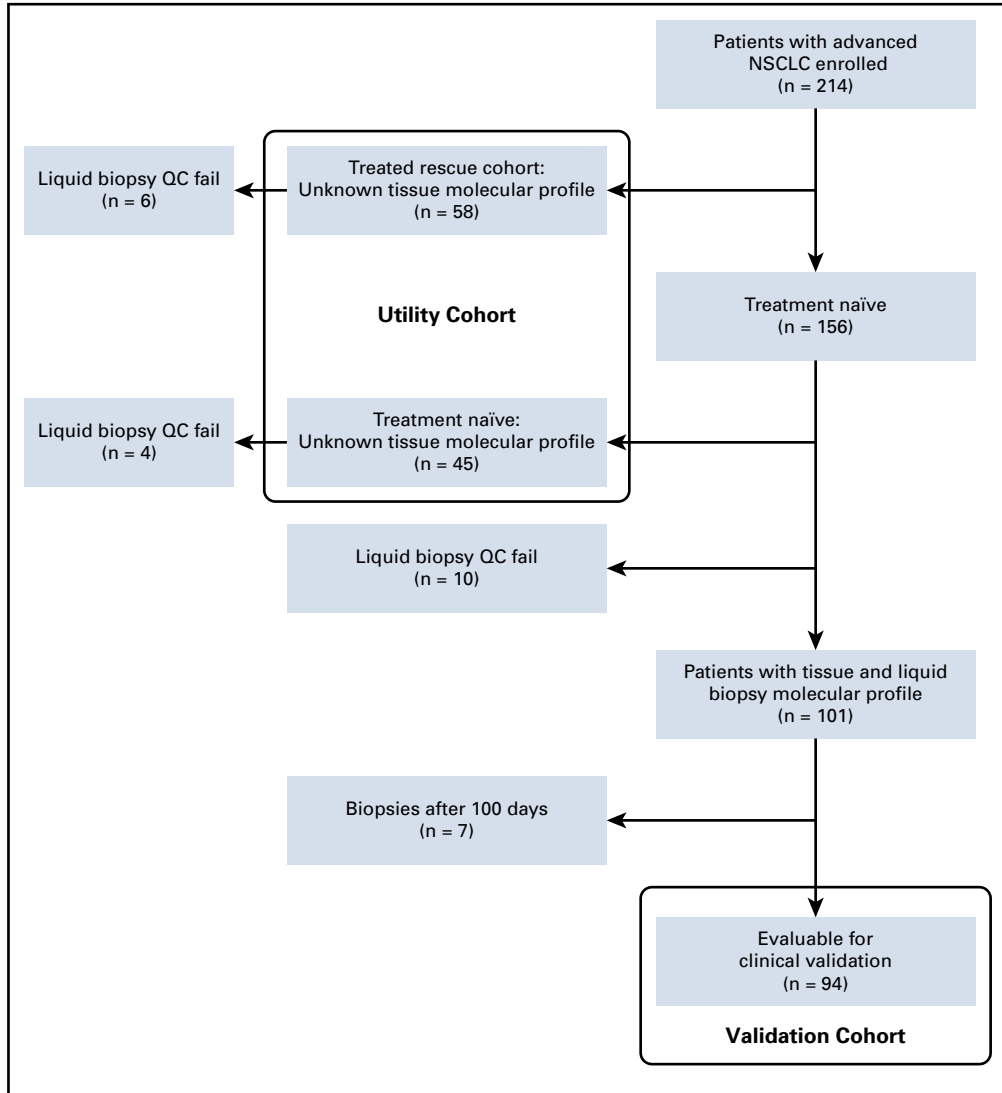 Patients with advanced
NSCLC enrolled
(n = 214)
Liquid biopsy QC fail
(n = 6)
Treated rescue cohort:
Unknown tissue molecular profile
(n = 58)
Utility Cohort
Treatment naïve
(n = 156)
Liquid biopsy QC fail
(n = 4)
Treatment naïve:
Unknown tissue molecular profile
(n = 45)
Liquid biopsy QC fail
(n = 10)
Patients with tissue and liquid
biopsy molecular profile
(n = 101)
Biopsies after 100 days
(n = 7)
Evaluable for
clinical validation
(n = 94)
Validation Cohort